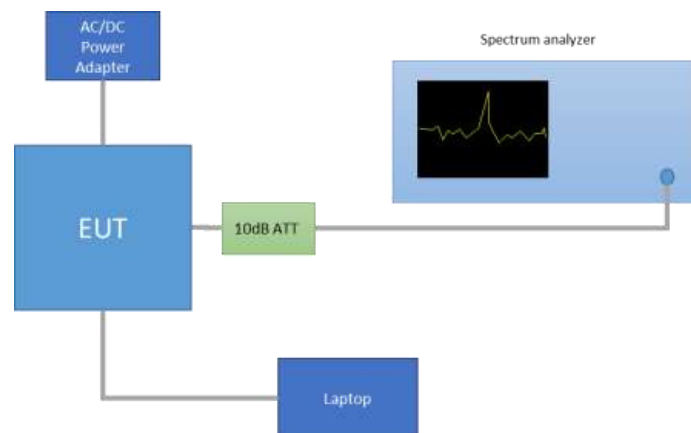 AC/DC
Power
Adapter
Spectrum analyzer
EUT
10dB ATT
Laptop